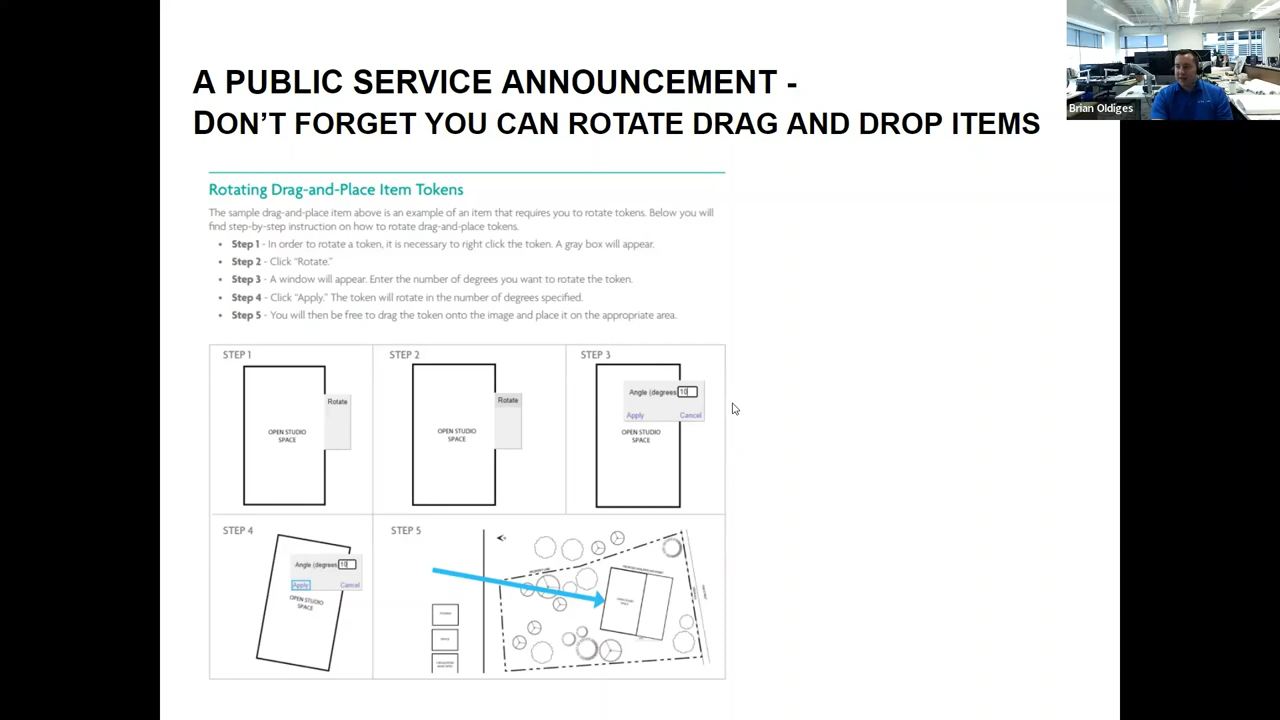 A PUBLIC SERVICE ANNOUNCEMENT -
DON'T FORGET YOU CAN ROTATE DRAG AND DROP ITEMS
Brian Oldiges
Rotating Drag-and-Place Item Tokens
The sample drag-and-place item above is an example of an item that requires you to rotate tokens. Below you will
find step-by-step instruction on how to rotate drag-and-place tokens.
• Step 1 - In order to rotate a token, it is necessary to right click the token. A gray box will appear.
• Step 2 - Click “Rotate.”
• Step 3 - A window will appear. Enter the number of degrees you want to rotate the token.
• Step 4 - Click “Apply.” The token will rotate in the number of degrees specified.
• Step 5 - You will then be free to drag the token onto the image and place it on the appropriate area.
STEP 1
Rotate
OPEN STUDIO
SPACE
STEP 2
Rotate
OPEN STUDIO
SPACE
STEP 3
Angle (degrees 10
Apply Cancel
OPEN STUDIO
SPACE
STEP 4
Angle (degrees 10
Apply Cancel
OPEN STUDIO
SPACE
STEP 5